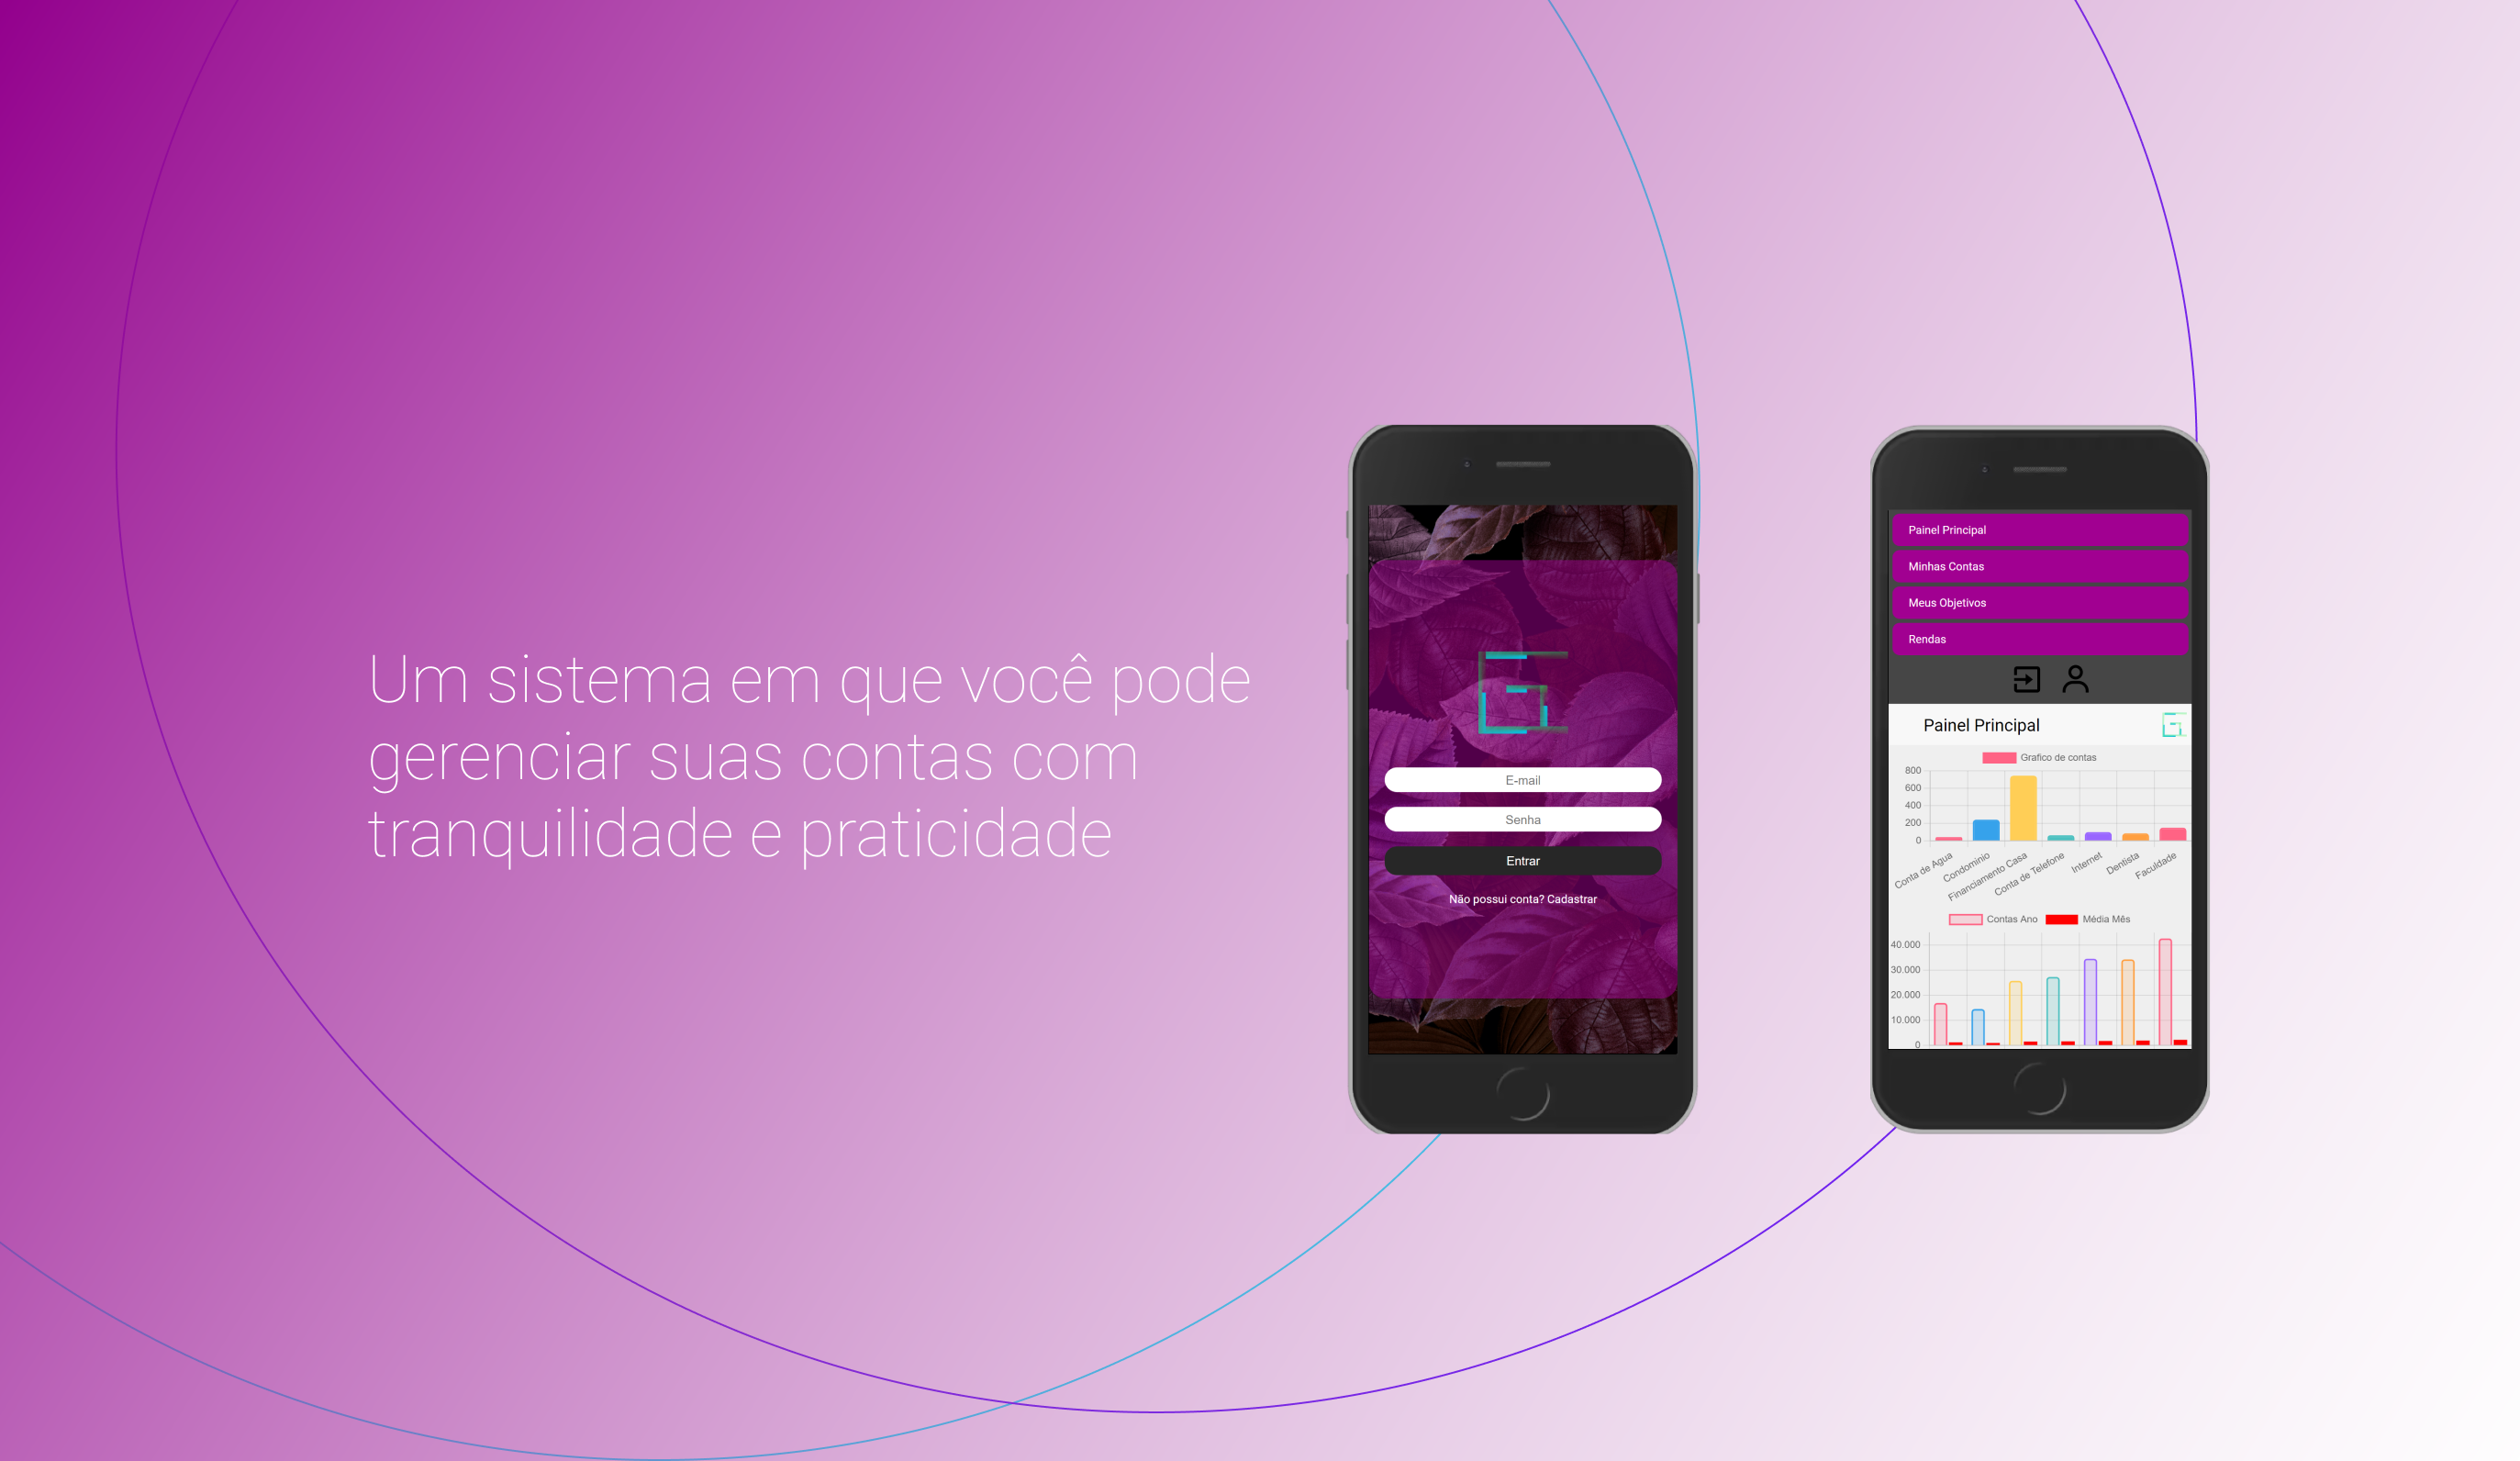 Um sistema em que você pode
gerenciar suas contas com
tranquilidade e praticidade
E-mail
Senha
Entrar
Não possui conta? Cadastrar
Painel Principal
Minhas Contas
Meus Objetivos
Rendas
Painel Principal
Grafico de contas
800
600
400
200
0
Conta de Agua
Condominio
Financiamento Casa
Conta de Telefone
Internet
Dentista
Faculdade
Contas Ano Média Mês
40.000
30.000
20.000
10.000
0